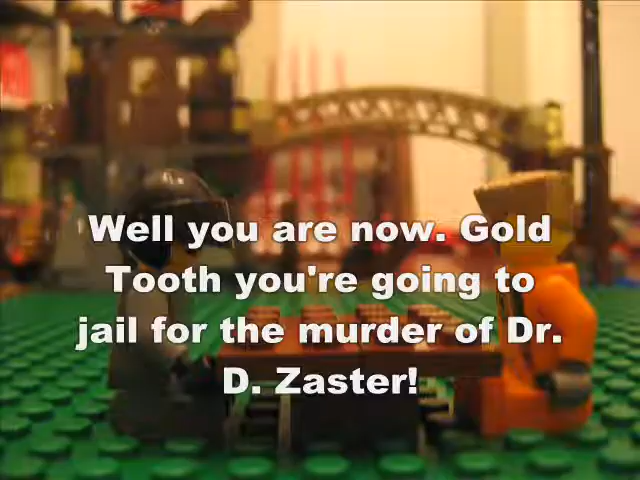 Well you are now. Gold
Tooth you're going to
jail for the murder of Dr.
D. Zaster!